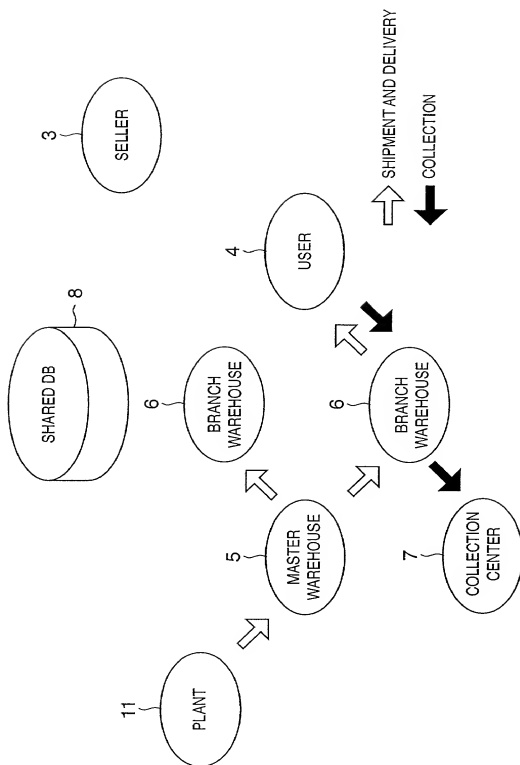 SHARED DB
8
3
SELLER
6
BRANCH
WAREHOUSE
4
USER
11
PLANT
5
MASTER
WAREHOUSE
6
BRANCH
WAREHOUSE
7
COLLECTION
CENTER
SHIPMENT AND DELIVERY
COLLECTION